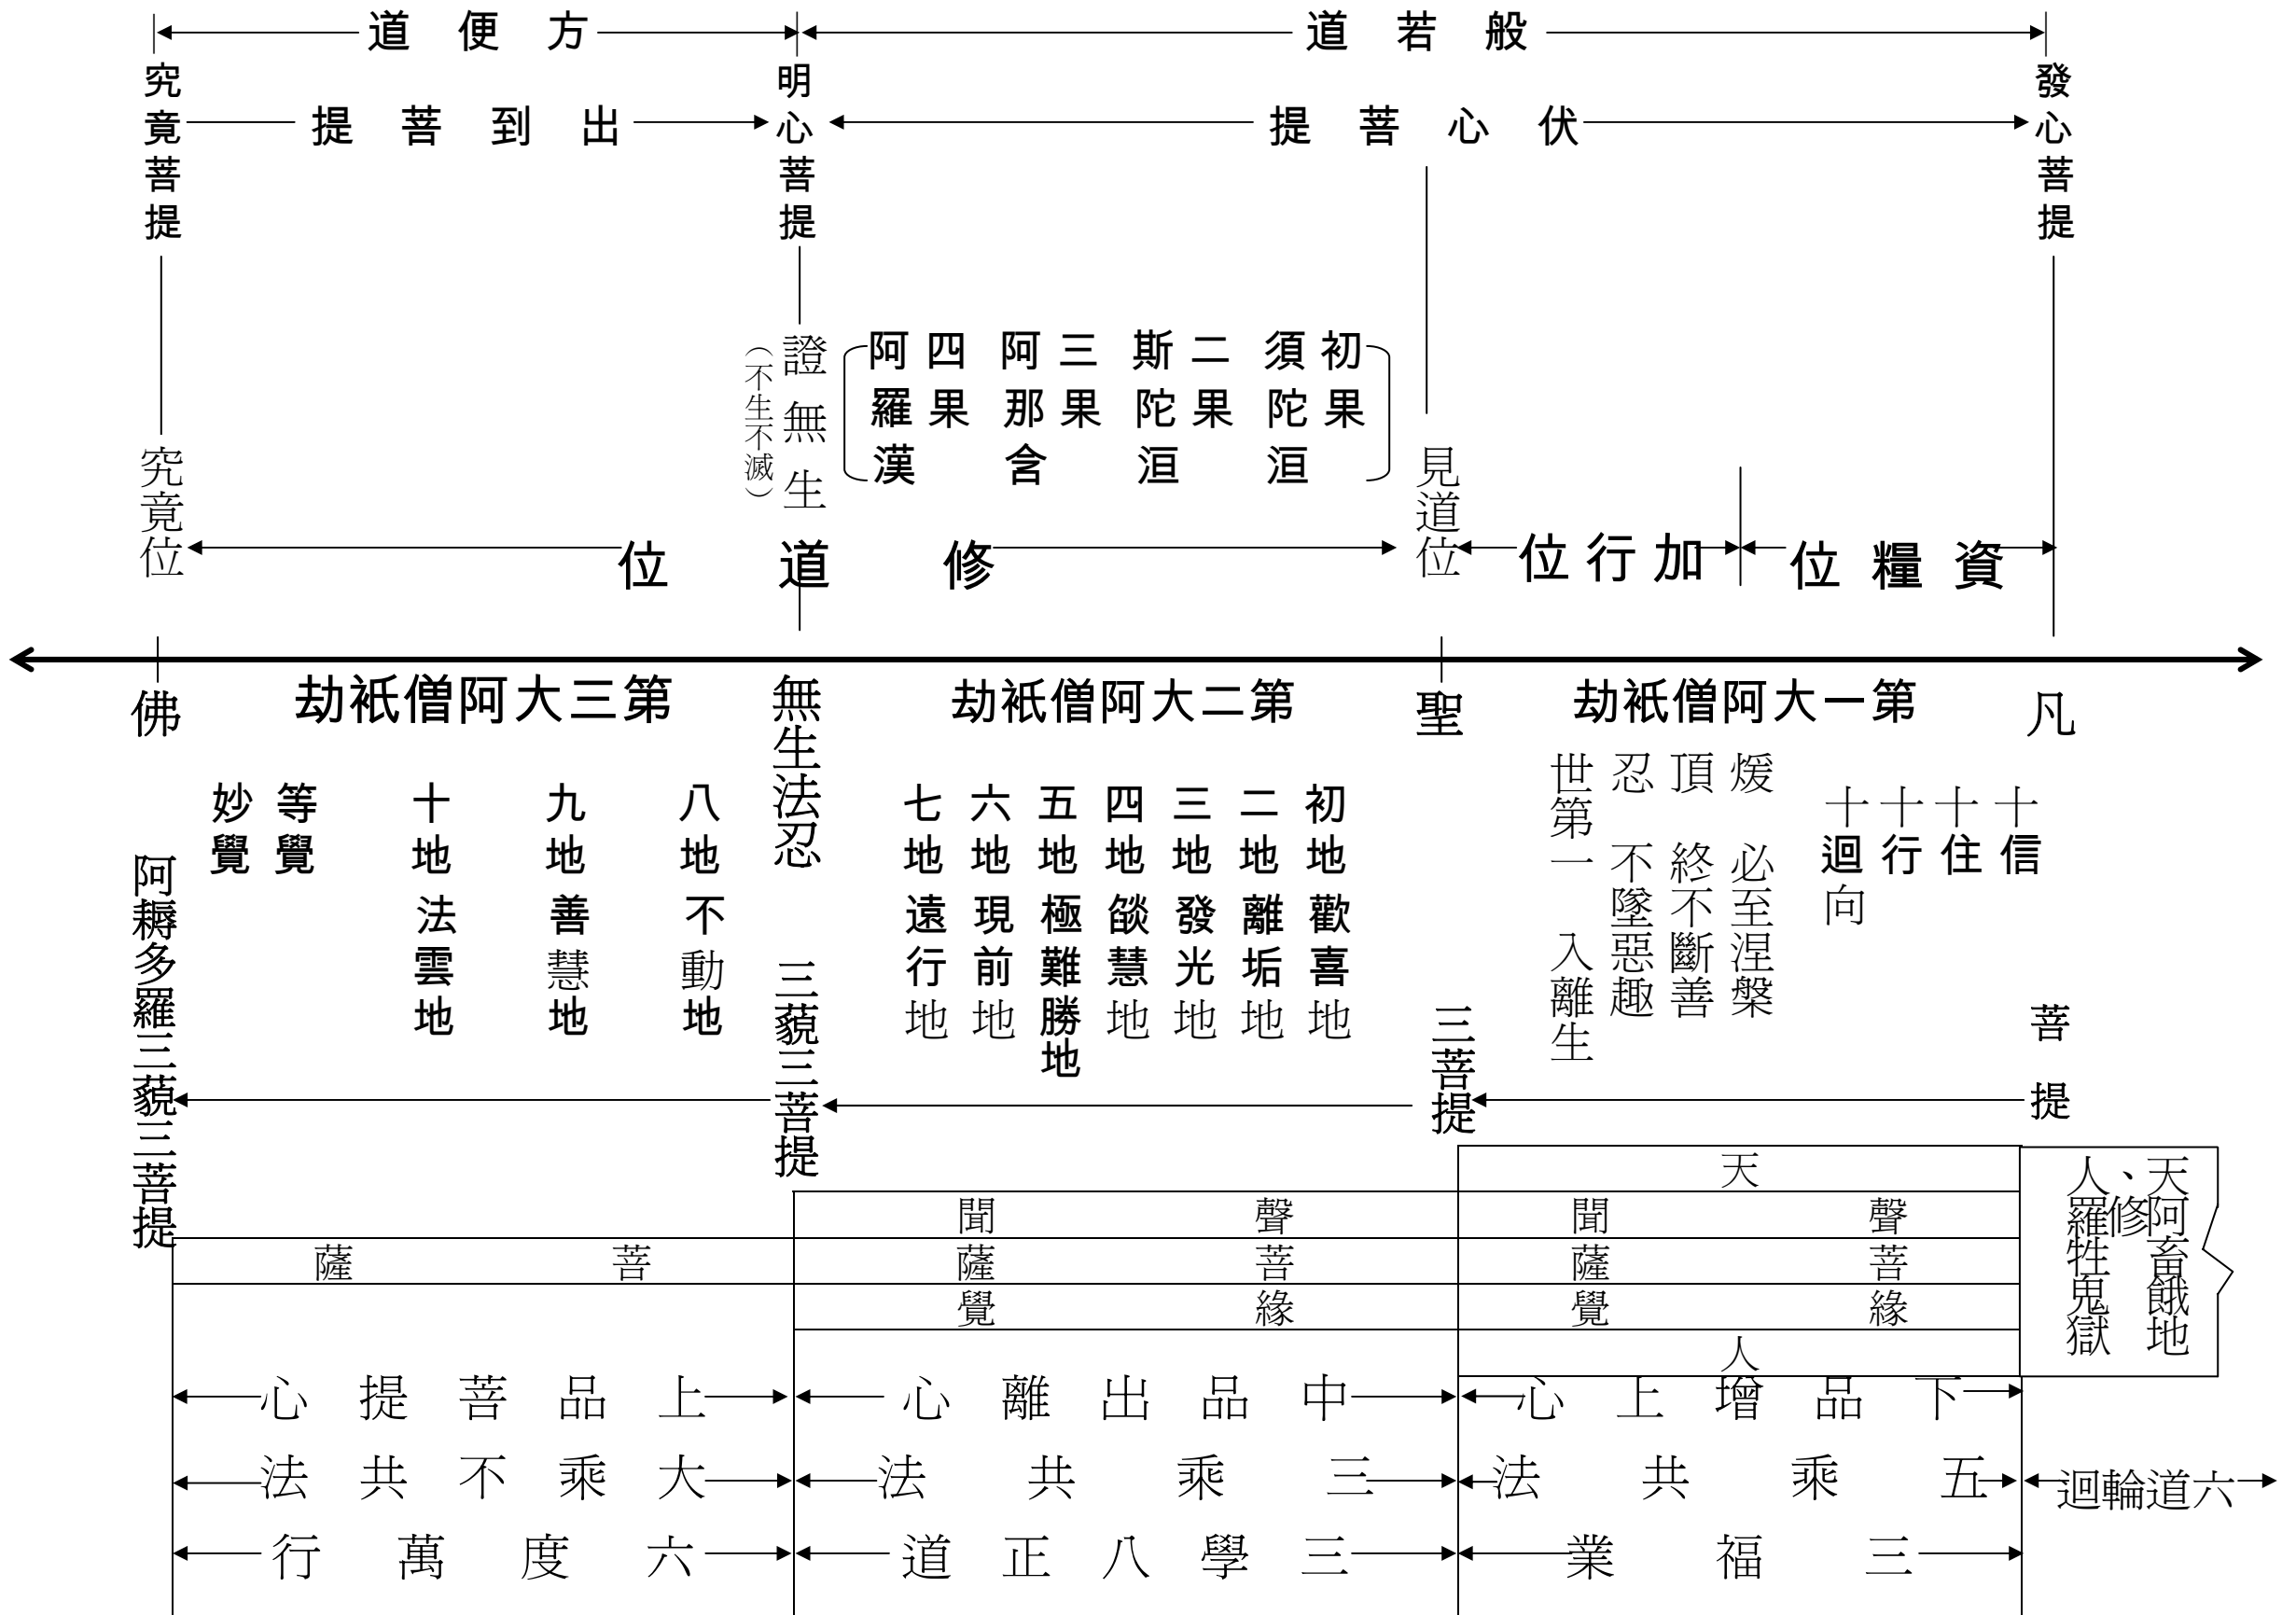 般若道
方便道
發心菩提
伏心菩提
明心菩提
出到菩提
究竟菩提
初果 須陀洹
二果 斯陀洹
三果 阿那含
四果 阿羅漢
證無生
（不生不滅）
資糧位
加行位
見道位
修道位
究竟位
凡
第一大阿僧祇劫
聖
第二大阿僧祇劫
無生法忍
第三大阿僧祇劫
佛
十信
十住
十行
十迴向
煖 必至涅槃
頂 終不斷善
忍 不墜惡趣
世第一 入離生
初地 歡喜地
二地 離垢地
三地 發光地
四地 燄慧地
五地 極難勝地
六地 現前地
七地 遠行地
八地 不動地
九地 善慧地
十地 法雲地
等覺
妙覺
菩提
三菩提
三藐三菩提
阿耨多羅三藐三菩提
天、人
阿修羅
畜牲
餓鬼
地獄
天
聲聞
聲聞
菩薩
菩薩
菩薩
緣覺
緣覺
人
下品增上心
中品出離心
上品菩提心
六道輪迴
五乘共法
三乘共法
大乘不共法
三福業
三學八正道
六度萬行